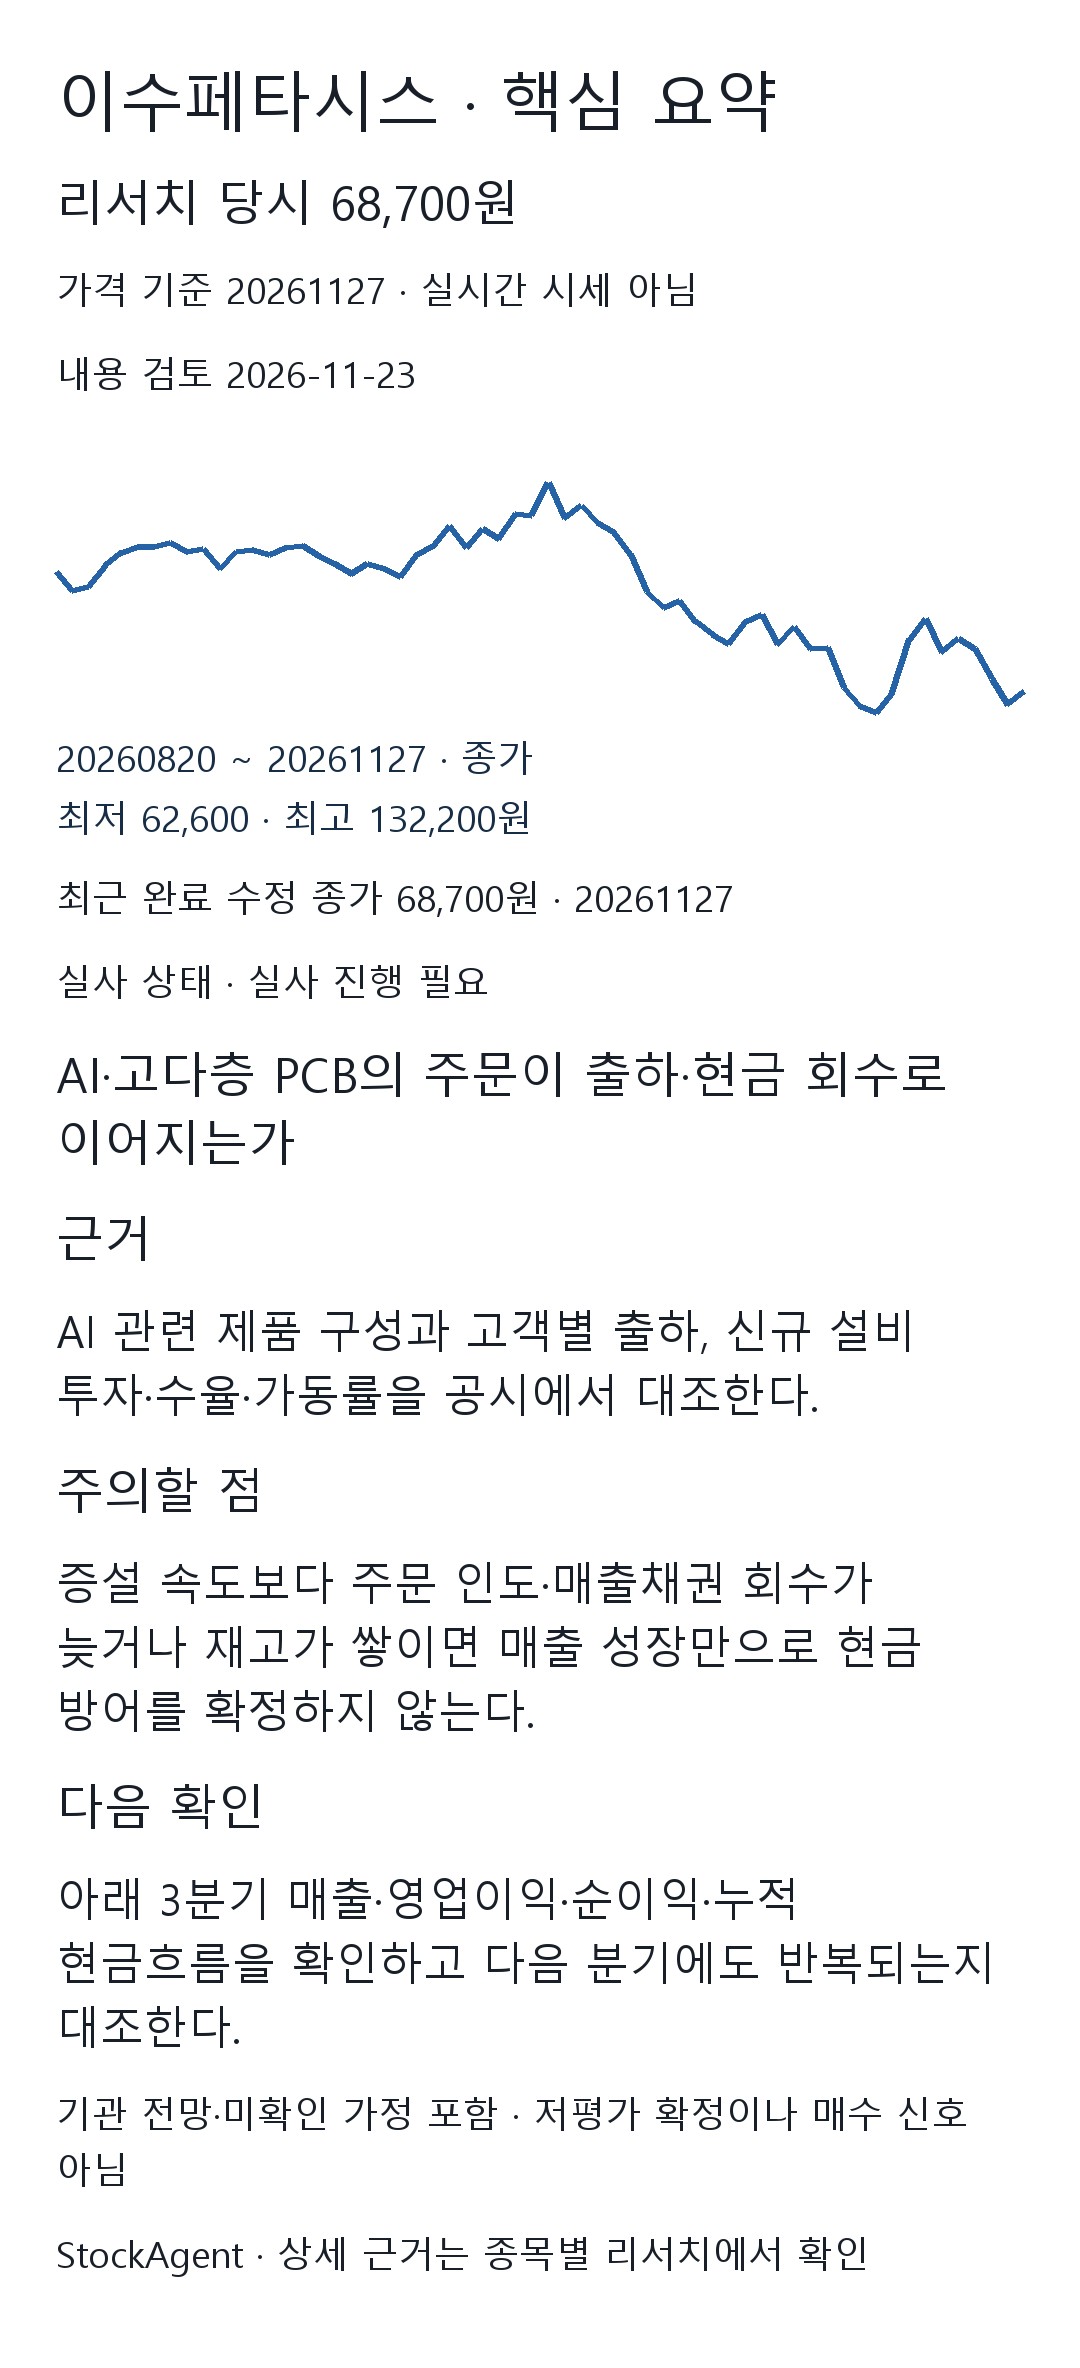 이수페타시스 · 핵심 요약
리서치 당시 68,700원
가격 기준 20261127 · 실시간 시세 아님
내용 검토 2026-11-23
20260820 ~ 20261127 · 종가
최저 62,600 · 최고 132,200원
최근 완료 수정 종가 68,700원 · 20261127
실사 상태 · 실사 진행 필요
AI·고다층 PCB의 주문이 출하·현금 회수로
이어지는가
근거
AI 관련 제품 구성과 고객별 출하, 신규 설비
투자·수율·가동률을 공시에서 대조한다.
주의할 점
증설 속도보다 주문 인도·매출채권 회수가
늦거나 재고가 쌓이면 매출 성장만으로 현금
방어를 확정하지 않는다.
다음 확인
아래 3분기 매출·영업이익·순이익·누적
현금흐름을 확인하고 다음 분기에도 반복되는지
대조한다.
기관 전망·미확인 가정 포함 · 저평가 확정이나 매수 신호
아님
StockAgent · 상세 근거는 종목별 리서치에서 확인